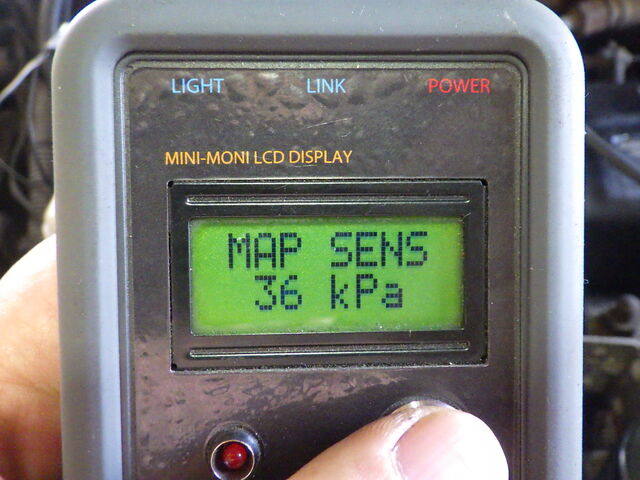 LIGHT LINK POWER
MINI-MONI LCD DISPLAY
MAP SENS
36 kPa